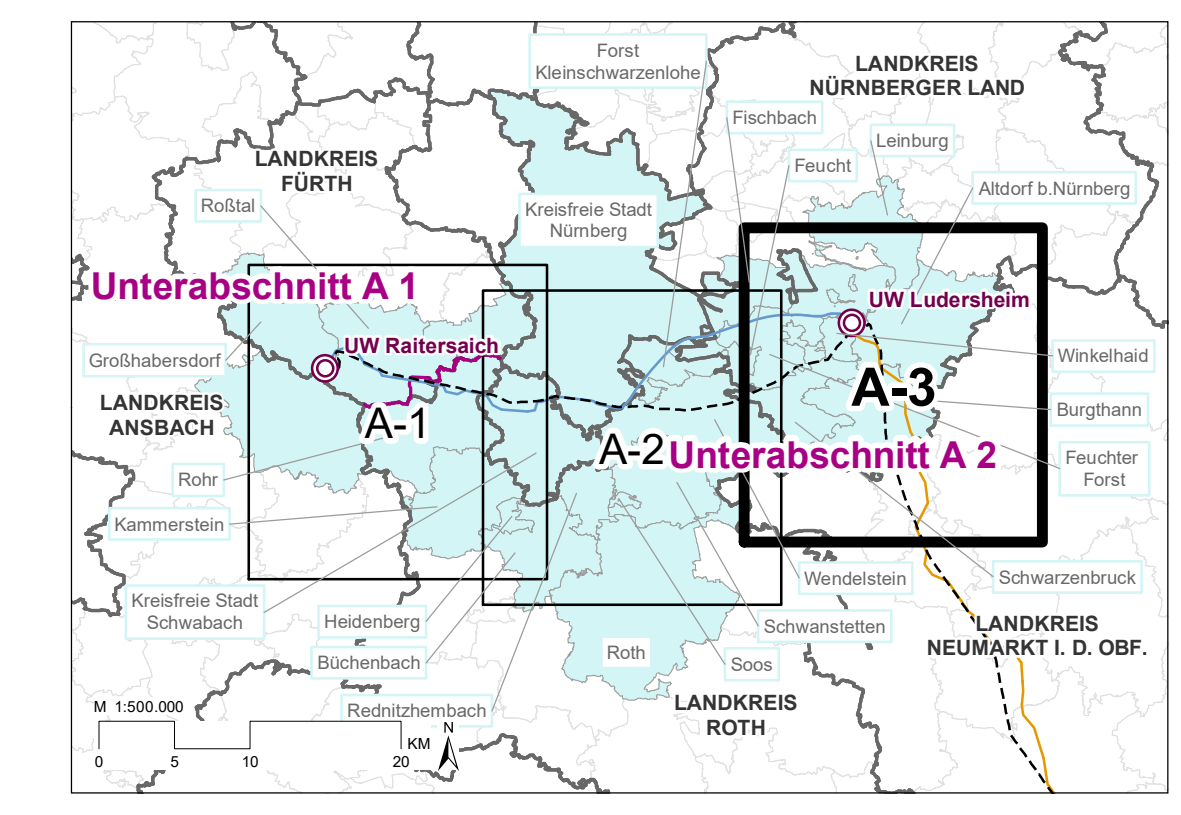 Forst
Kleinschwarzenlohe
LANDKREIS
NÜRNBERGER LAND
Fischbach
Leinburg
LANDKREIS
FÜRTH
Feucht
Altdorf b.Nürnberg
Roßtal
Kreisfreie Stadt
Nürnberg
Unterabschnitt A 1
UW Ludersheim
UW Raitersaich
Großhabersdorf
Winkelhaid
A-3
LANDKREIS
ANSBACH
A-1
Burgthann
A-2
Unterabschnitt A 2
Feuchter
Forst
Rohr
Kammerstein
Wendelstein
Schwarzenbruck
Kreisfreie Stadt
Schwabach
Heidenberg
Schwanstetten
LANDKREIS
NEUMARKT I. D. OBF.
Büchenbach
Roth
Soos
Rednitzhembach
LANDKREIS
ROTH
M 1:500.000
N
KM
0 5 10 20